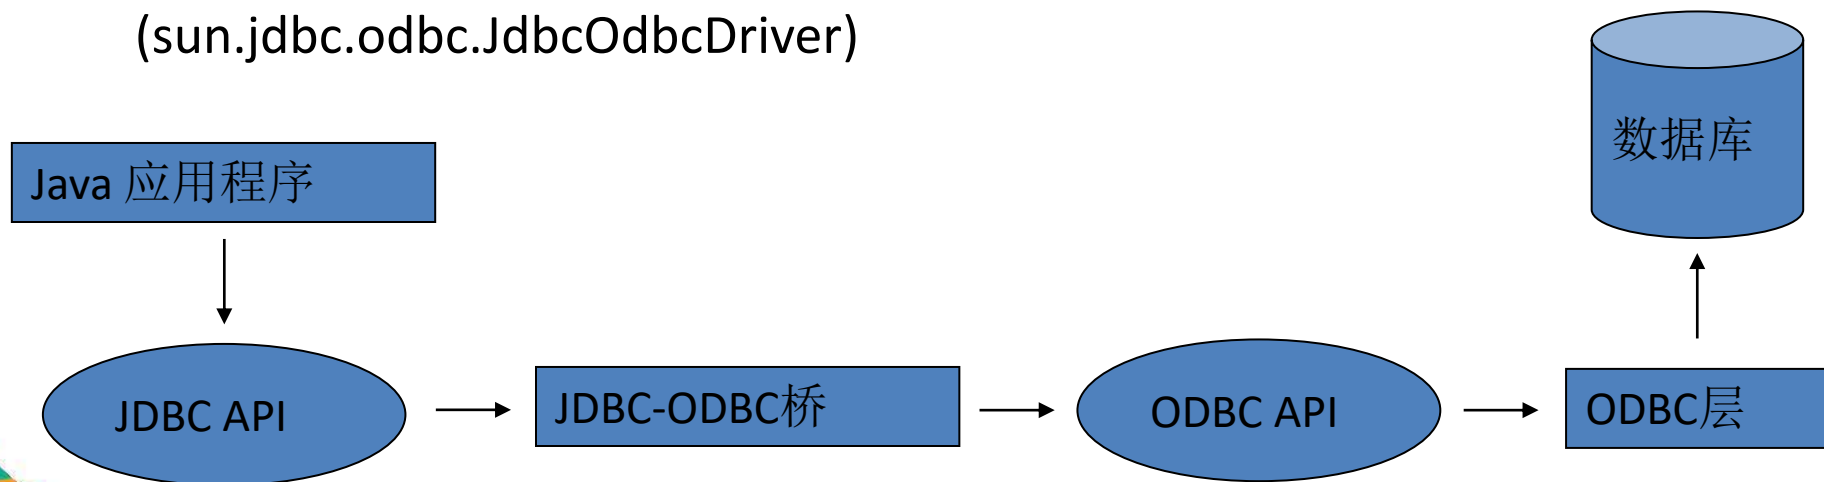 (sun.jdbc.odbc.JdbcOdbcDriver)
数据库
Java 应用程序
JDBC API
JDBC-ODBC桥
ODBC API
ODBC层